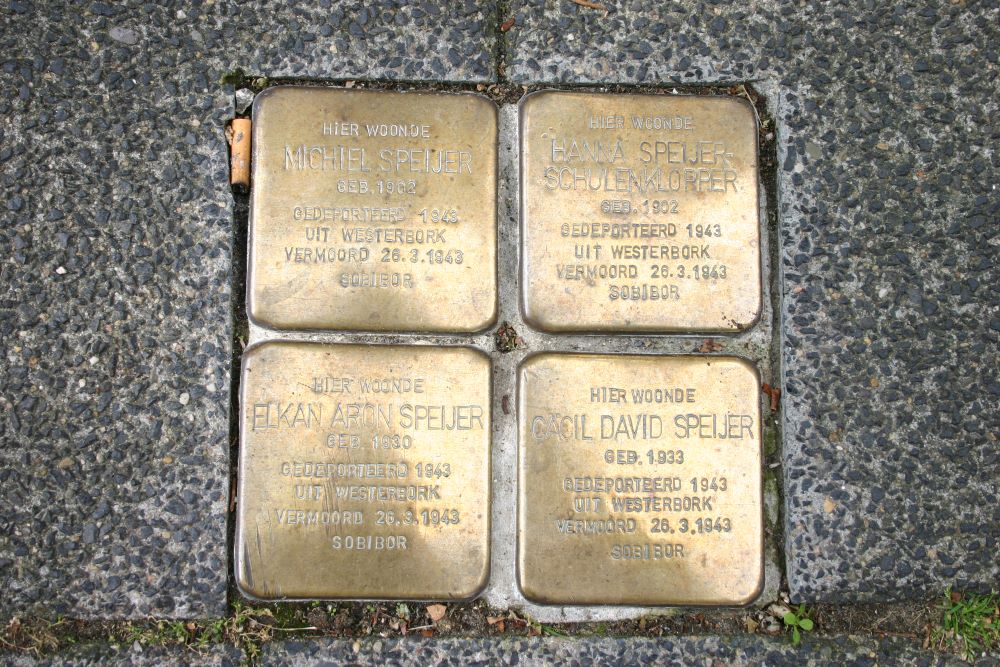 HIER WOONDE
MICHIEL SPEIJER
GEB. 1902
GEDEPORTEERD 1943
UIT WESTERBORK
VERMOORD 26.3.1943
SOBIBOR
HIER WOONDE
HANNA SPEIJER-
SCHULENKLOPPER
GEB. 1902
GEDEPORTEERD 1943
UIT WESTERBORK
VERMOORD 26.3.1943
SOBIBOR
HIER WOONDE
ELKAN ARON SPEIJER
GEB. 1930
GEDEPORTEERD 1943
UIT WESTERBORK
VERMOORD 26.3.1943
SOBIBOR
HIER WOONDE
CÄCIL DAVID SPEIJER
GEB. 1933
GEDEPORTEERD 1943
UIT WESTERBORK
VERMOORD 26.3.1943
SOBIBOR